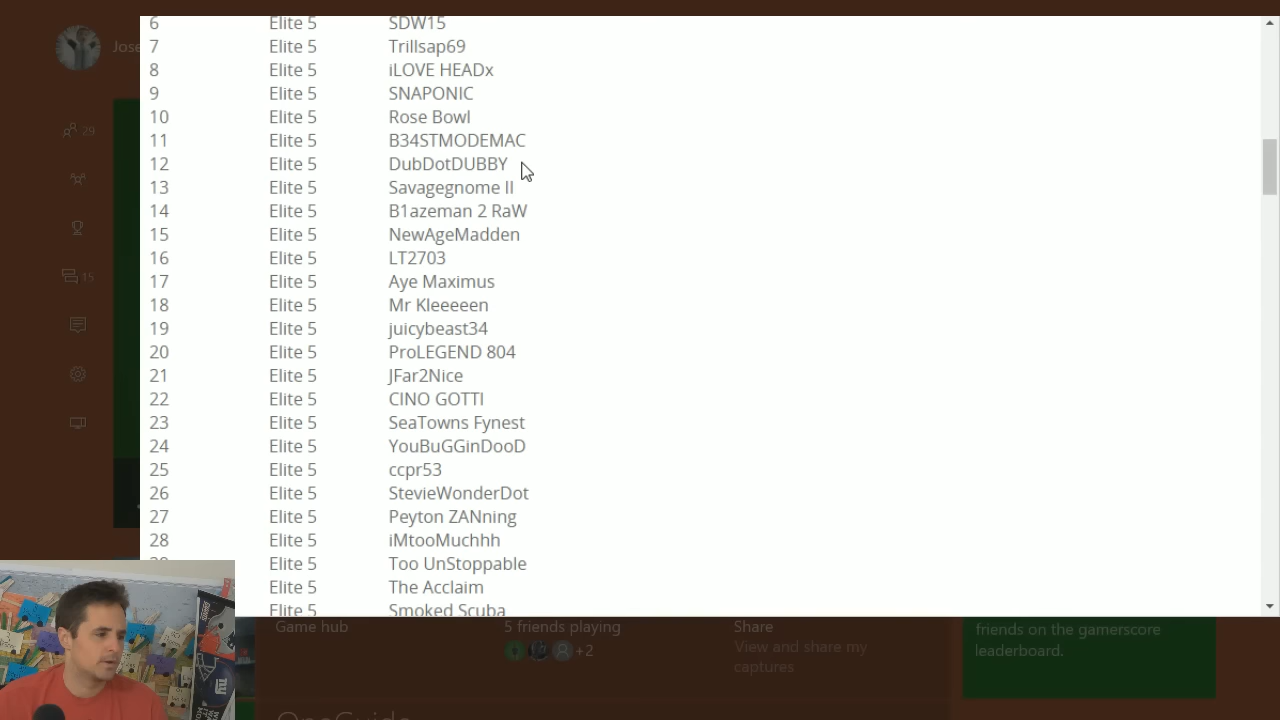 6 Elite 5 SDW15
7 Elite 5 Trillsap69
8 Elite 5 iLOVE HEADx
9 Elite 5 SNAPONIC
10 Elite 5 Rose Bowl
11 Elite 5 B34STMODEMAC
12 Elite 5 DubDotDUBBY
13 Elite 5 Savagegnome II
14 Elite 5 B1azeman 2 RaW
15 Elite 5 NewAgeMadden
16 Elite 5 LT2703
17 Elite 5 Aye Maximus
18 Elite 5 Mr Kleeeeen
19 Elite 5 juicybeast34
20 Elite 5 ProLEGEND 804
21 Elite 5 JFar2Nice
22 Elite 5 CINO GOTTI
23 Elite 5 SeaTowns Fynest
24 Elite 5 YouBuGGinDooD
25 Elite 5 ccpr53
26 Elite 5 StevieWonderDot
27 Elite 5 Peyton ZANning
28 Elite 5 iMtooMuchhh
Elite 5 Too UnStoppable
Elite 5 The Acclaim
Elite 5 Smoked Scuba
Jose
29
15
Game hub
5 friends playing
+2
Share
View and share my
captures
friends on the gamerscore
leaderboard.
OneGuide